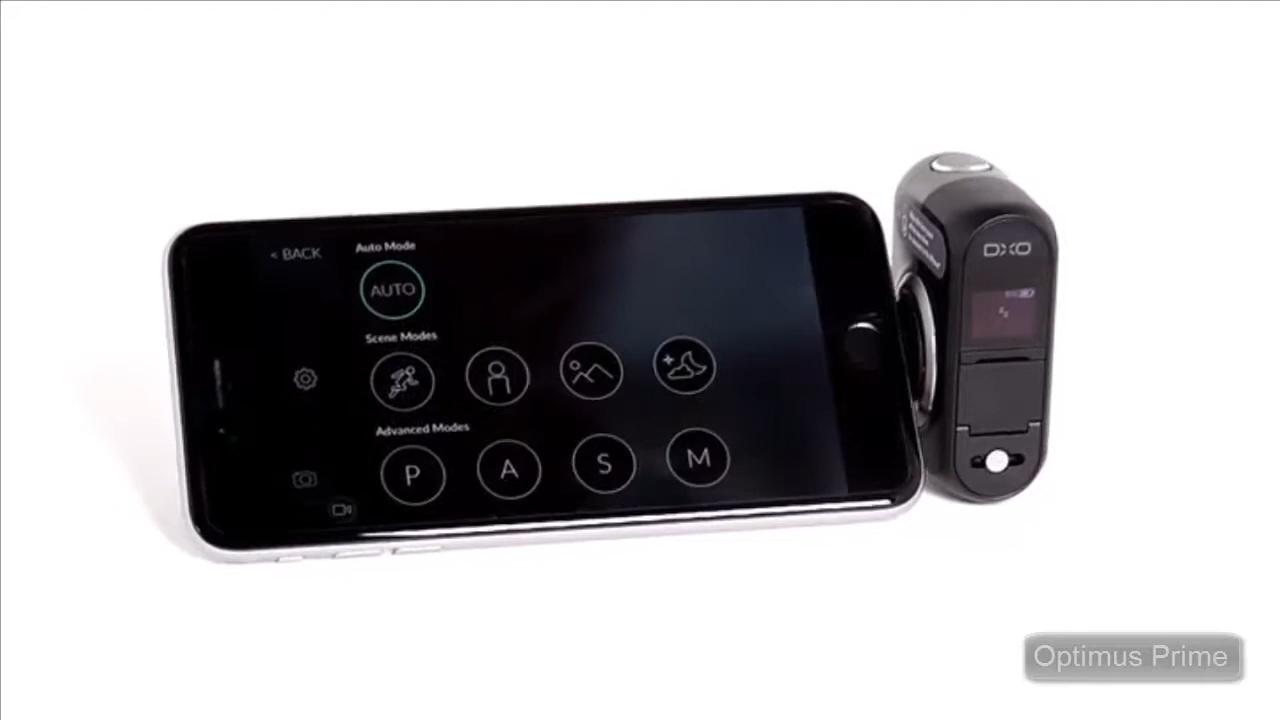 < BACK
Auto Mode
AUTO
Scene Modes
Advanced Modes
P
A
S
M
DXO
Optimus Prime